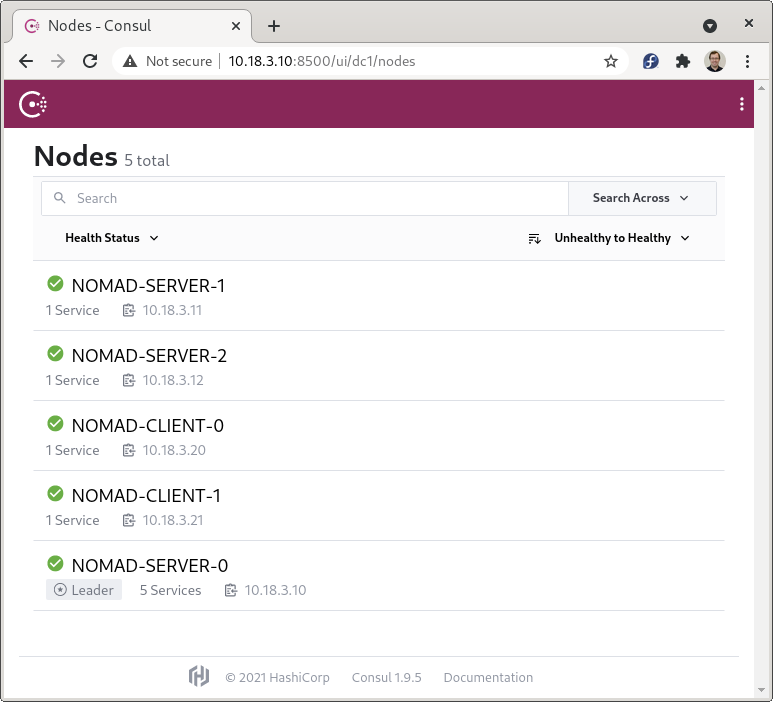 Nodes - Consul
Not secure 10.18.3.10:8500/ui/dc1/nodes
Nodes 5 total
Search Search Across
Health Status Unhealthy to Healthy
NOMAD-SERVER-1
1 Service 10.18.3.11
NOMAD-SERVER-2
1 Service 10.18.3.12
NOMAD-CLIENT-0
1 Service 10.18.3.20
NOMAD-CLIENT-1
1 Service 10.18.3.21
NOMAD-SERVER-0
Leader 5 Services 10.18.3.10
© 2021 HashiCorp Consul 1.9.5 Documentation